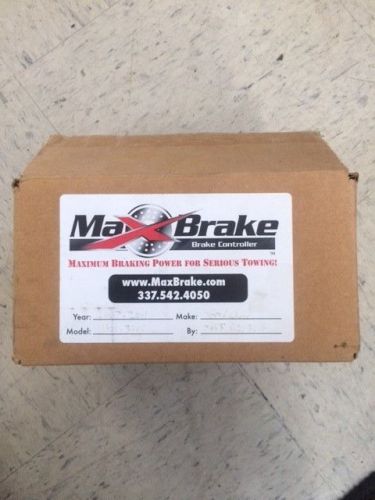 MaxBrake
Brake Controller
TM
MAXIMUM BRAKING POWER FOR SERIOUS TOWING!
www.MaxBrake.com
337.542.4050
Year: Make:
Model: By: